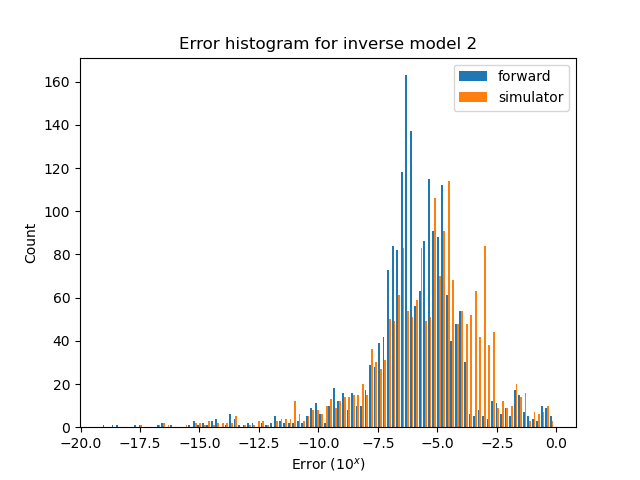 Error histogram for inverse model 2
forward
simulator
160
140
120
100
80
60
40
20
0
Count
−20.0 −17.5 −15.0 −12.5 −10.0 −7.5 −5.0 −2.5 0.0
Error (10^x)